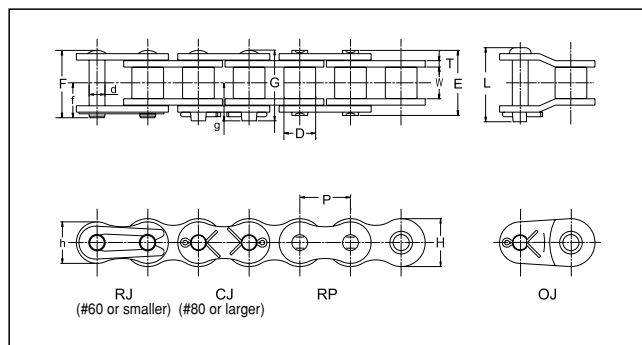 F
f
d
g
G
D
T
W
E
L
P
h
H
RJ CJ RP OJ
(#60 or smaller) (#80 or larger)